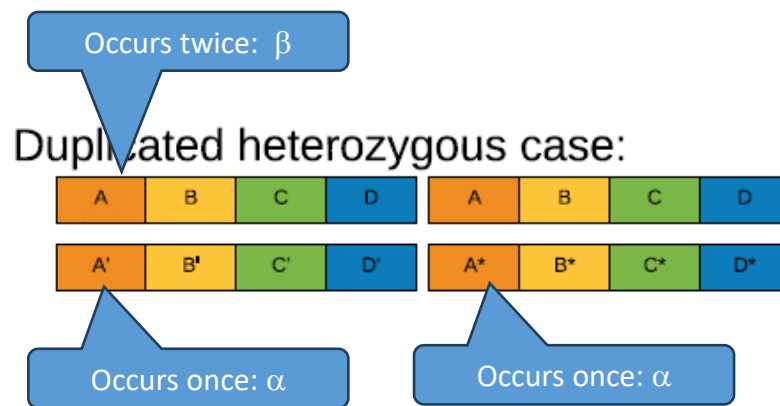 Occurs twice: β
Duplicated heterozygous case:
A B C D A B C D
A' B' C' D' A* B* C* D*
Occurs once: α
Occurs once: α